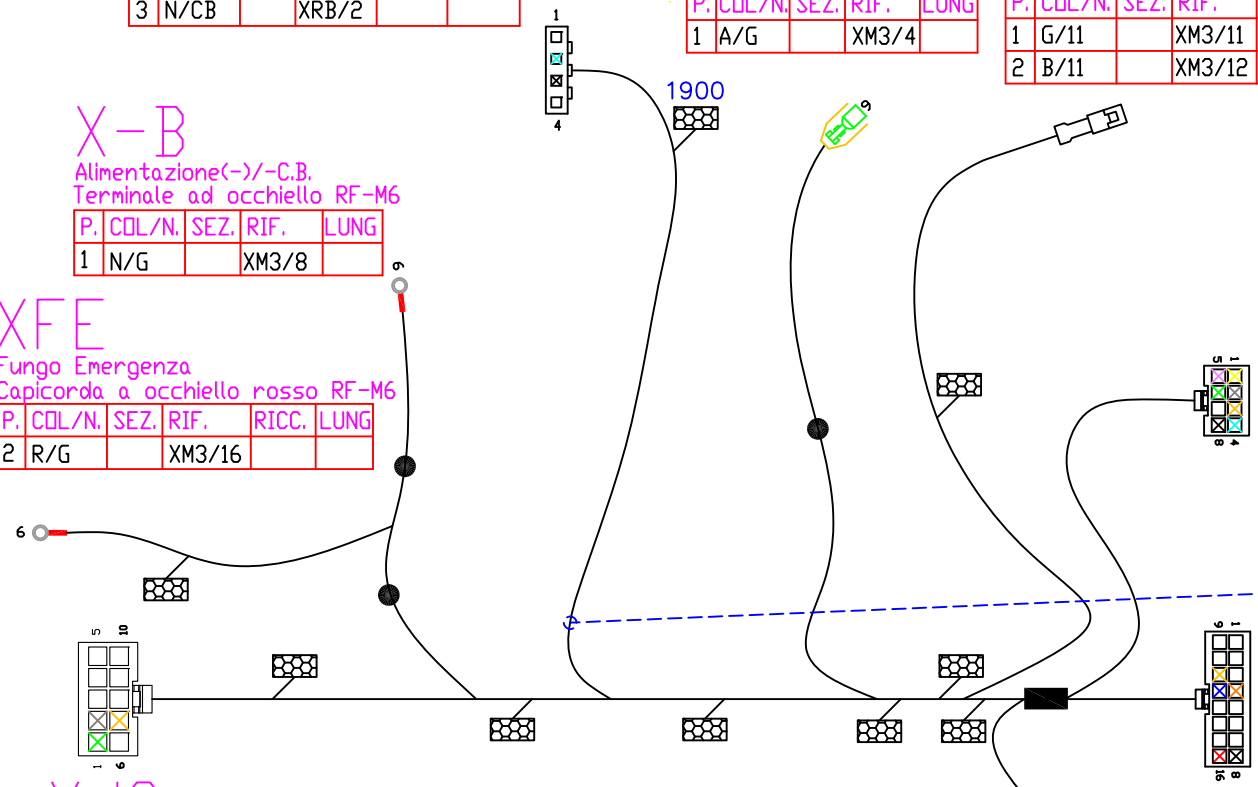 3 N/CB XRB/2
P. COL/N. SEZ. RIF. LUNG
1 A/G XM3/4
P. COL/N. SEZ. RIF.
1 G/11 XM3/11
2 B/11 XM3/12
1
4
1900
9
X-B
Alimentazione(-)/-C.B.
Terminale ad occhiello RF-M6
P. COL/N. SEZ. RIF. LUNG
1 N/G XM3/8
6
XFE
Fungo Emergenza
Capicorda a occhiello rosso RF-M6
P. COL/N. SEZ. RIF. RICC. LUNG
2 R/G XM3/16
6
5 1
8 4
5 10
1 6
9 1
16 8